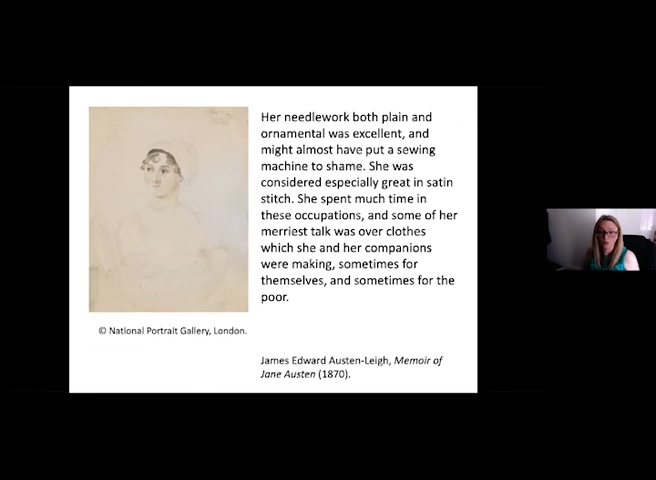 Her needlework both plain and
ornamental was excellent, and
might almost have put a sewing
machine to shame. She was
considered especially great in satin
stitch. She spent much time in
these occupations, and some of her
merriest talk was over clothes
which she and her companions
were making, sometimes for
themselves, and sometimes for the
poor.
© National Portrait Gallery, London.
James Edward Austen-Leigh, Memoir of
Jane Austen (1870).